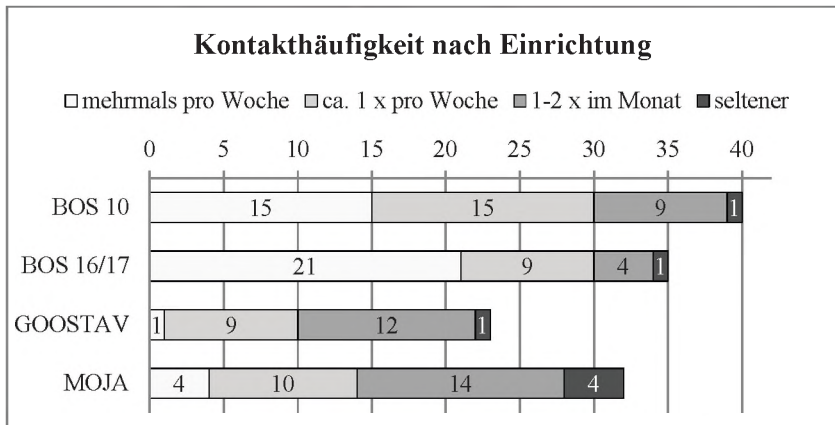 Kontakthäufigkeit nach Einrichtung
mehrmals pro Woche ca. 1 x pro Woche 1-2 x im Monat seltener
0 5 10 15 20 25 30 35 40
BOS 10 15 15 9 1
BOS 16/17 21 9 4 1
GOOSTAV 1 9 12 1
MOJA 4 10 14 4